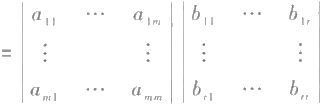 = | a_{11} ⋯ a_{1m} | | b_{11} ⋯ b_{1r} |
| ⋮ ⋮ | | ⋮ ⋮ |
| a_{m1} ⋯ a_{mm} | | b_{r1} ⋯ b_{rr} |